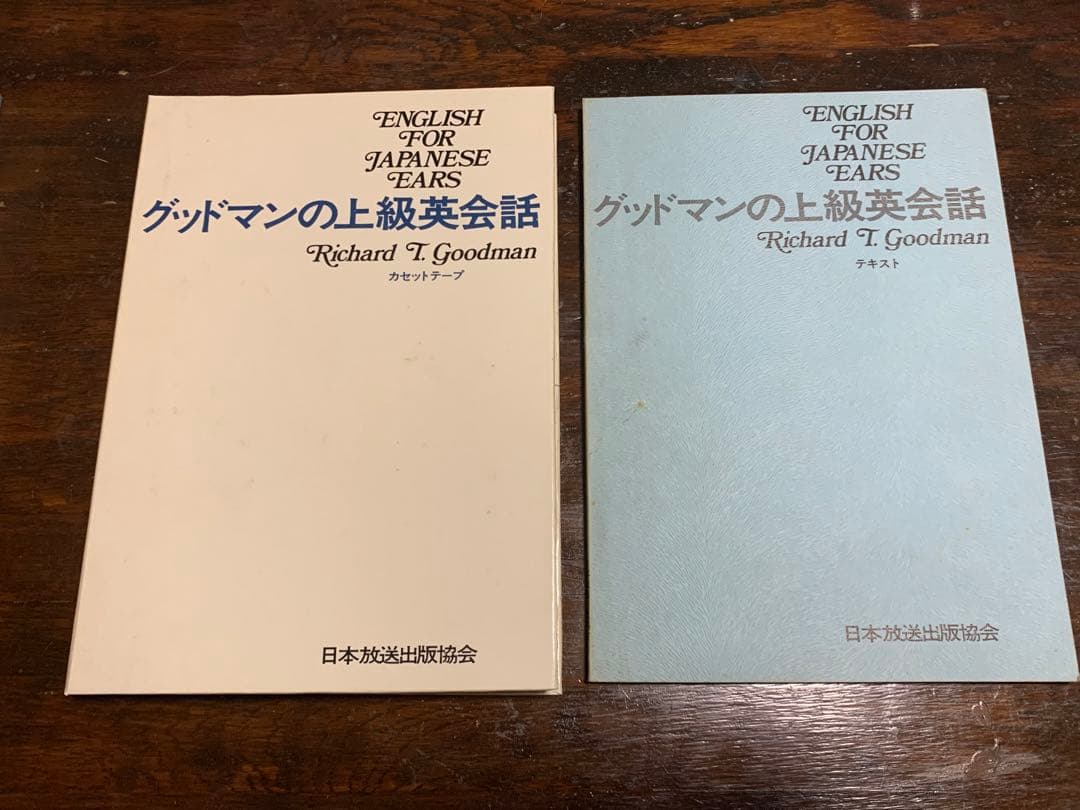 ENGLISH
FOR
JAPANESE
EARS
グッドマンの上級英会話
Richard T. Goodman
カセットテープ
日本放送出版協会
ENGLISH
FOR
JAPANESE
EARS
グッドマンの上級英会話
Richard T. Goodman
テキスト
日本放送出版協会